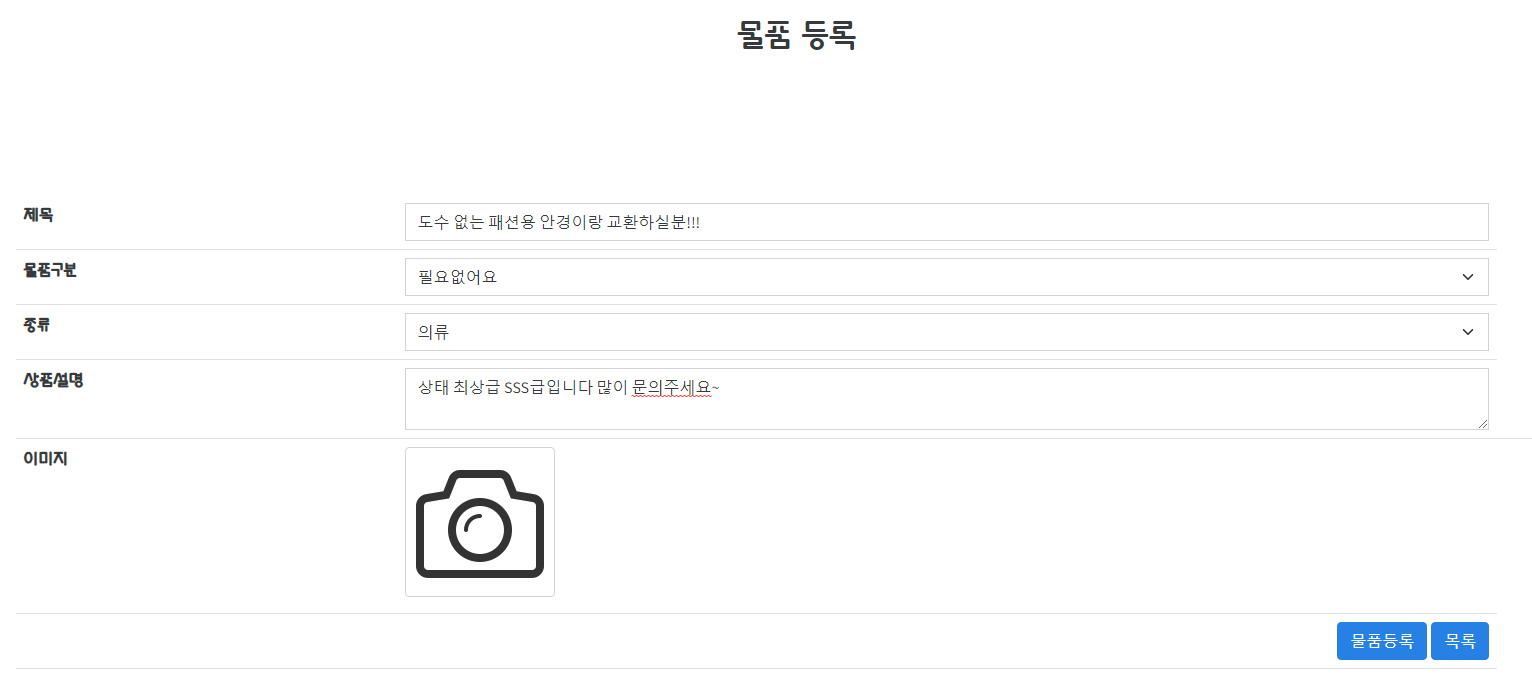 물품 등록
제목
도수 없는 패션용 안경이랑 교환하실분!!!
물품구분
필요없어요
종류
의류
상품설명
상태 최상급 SSS급입니다 많이 문의주세요~
이미지
물품등록 목록